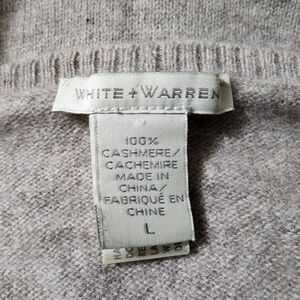 WHITE + WARREN
100%
CASHMERE/
CACHEMIRE
MADE IN
CHINA/
FABRIQUÉ EN
CHINE
L